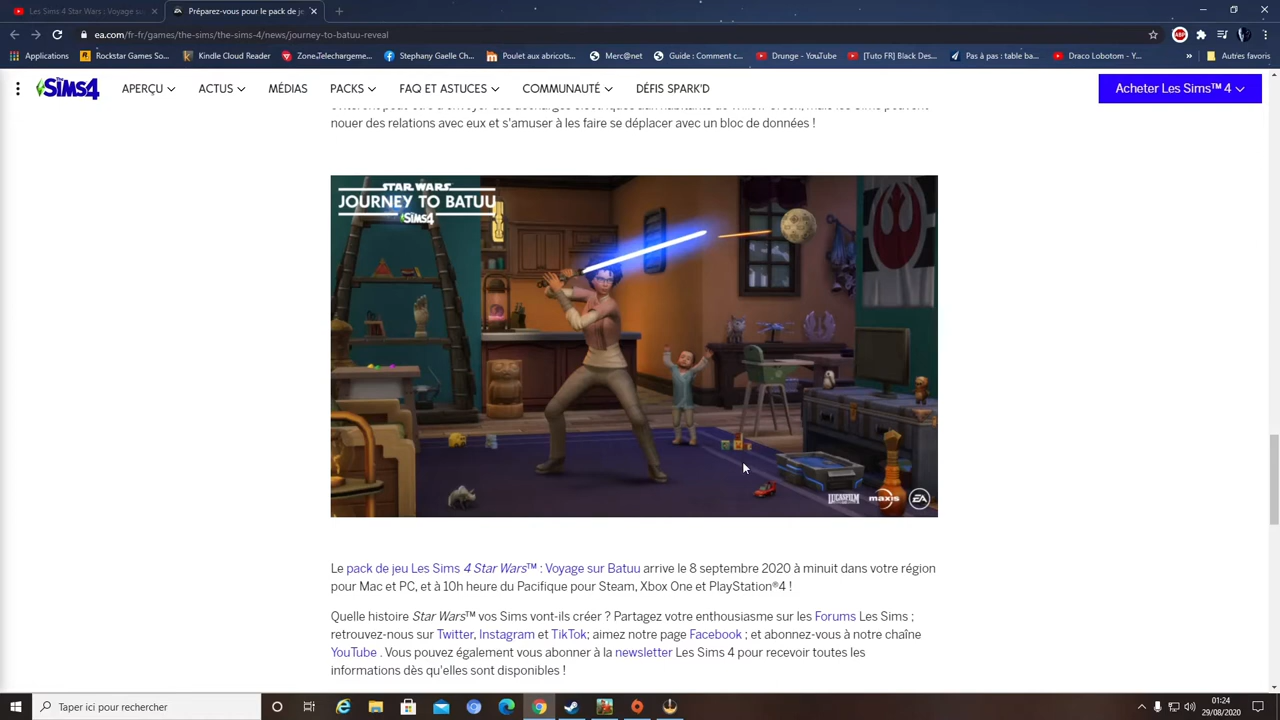 Les Sims 4 Star Wars : Voyage sur
Préparez-vous pour le pack de je
ea.com/fr-fr/games/the-sims/the-sims-4/news/journey-to-batuu-reveal
ABP
Applications
Rockstar Games So...
Kindle Cloud Reader
ZoneTelechargeme...
Stephany Gaelle Ch...
Poulet aux abricots...
Merc@net
Guide : Comment c...
Drunge - YouTube
[Tuto FR] Black Des...
Pas à pas : table ba...
Draco Lobotom - Y...
»
Autres favoris
THE SIMS4
APERÇU
ACTUS
MÉDIAS
PACKS
FAQ ET ASTUCES
COMMUNAUTÉ
DÉFIS SPARK'D
Acheter Les Sims™ 4
nouer des relations avec eux et s'amuser à les faire se déplacer avec un bloc de données !
STAR WARS
JOURNEY TO BATUU
SIMS4
LUCASFILM
maxis
EA
Le pack de jeu Les Sims 4 Star Wars™ : Voyage sur Batuu arrive le 8 septembre 2020 à minuit dans votre région
pour Mac et PC, et à 10h heure du Pacifique pour Steam, Xbox One et PlayStation®4 !
Quelle histoire Star Wars™ vos Sims vont-ils créer ? Partagez votre enthousiasme sur les Forums Les Sims ;
retrouvez-nous sur Twitter, Instagram et TikTok; aimez notre page Facebook ; et abonnez-vous à notre chaîne
YouTube . Vous pouvez également vous abonner à la newsletter Les Sims 4 pour recevoir toutes les
informations dès qu'elles sont disponibles !
Taper ici pour rechercher
01:24
29/08/2020